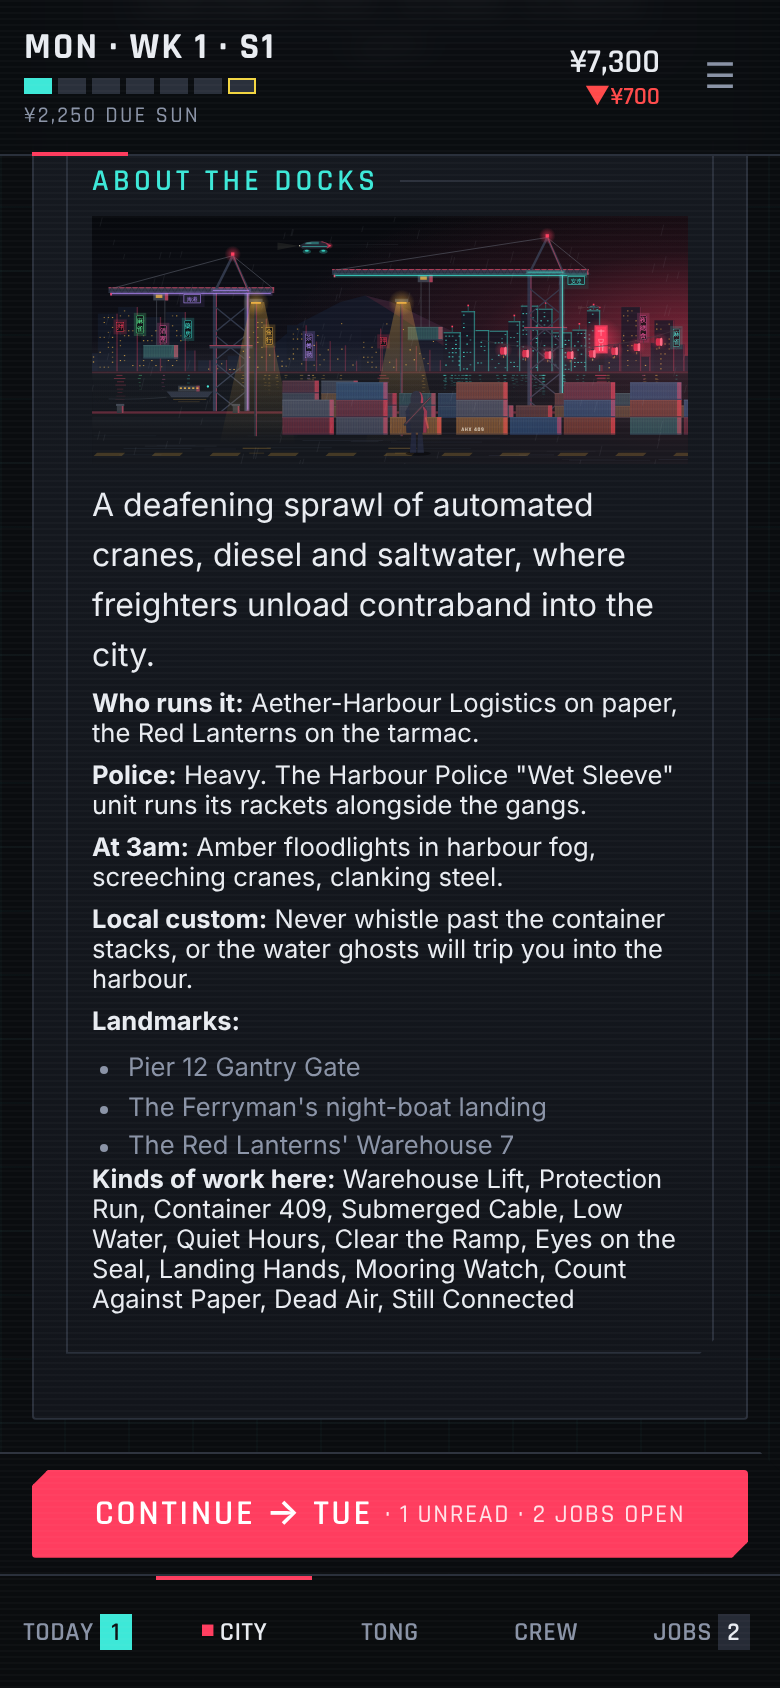 MON · WK 1 · S1
¥7,300
▼¥700
☰
¥2,250 DUE SUN
ABOUT THE DOCKS
AHX 409
A deafening sprawl of automated
cranes, diesel and saltwater, where
freighters unload contraband into the
city.
Who runs it: Aether-Harbour Logistics on paper,
the Red Lanterns on the tarmac.
Police: Heavy. The Harbour Police "Wet Sleeve"
unit runs its rackets alongside the gangs.
At 3am: Amber floodlights in harbour fog,
screeching cranes, clanking steel.
Local custom: Never whistle past the container
stacks, or the water ghosts will trip you into the
harbour.
Landmarks:
• Pier 12 Gantry Gate
• The Ferryman's night-boat landing
• The Red Lanterns' Warehouse 7
Kinds of work here: Warehouse Lift, Protection
Run, Container 409, Submerged Cable, Low
Water, Quiet Hours, Clear the Ramp, Eyes on the
Seal, Landing Hands, Mooring Watch, Count
Against Paper, Dead Air, Still Connected
CONTINUE → TUE · 1 UNREAD · 2 JOBS OPEN
TODAY 1
CITY
TONG
CREW
JOBS 2